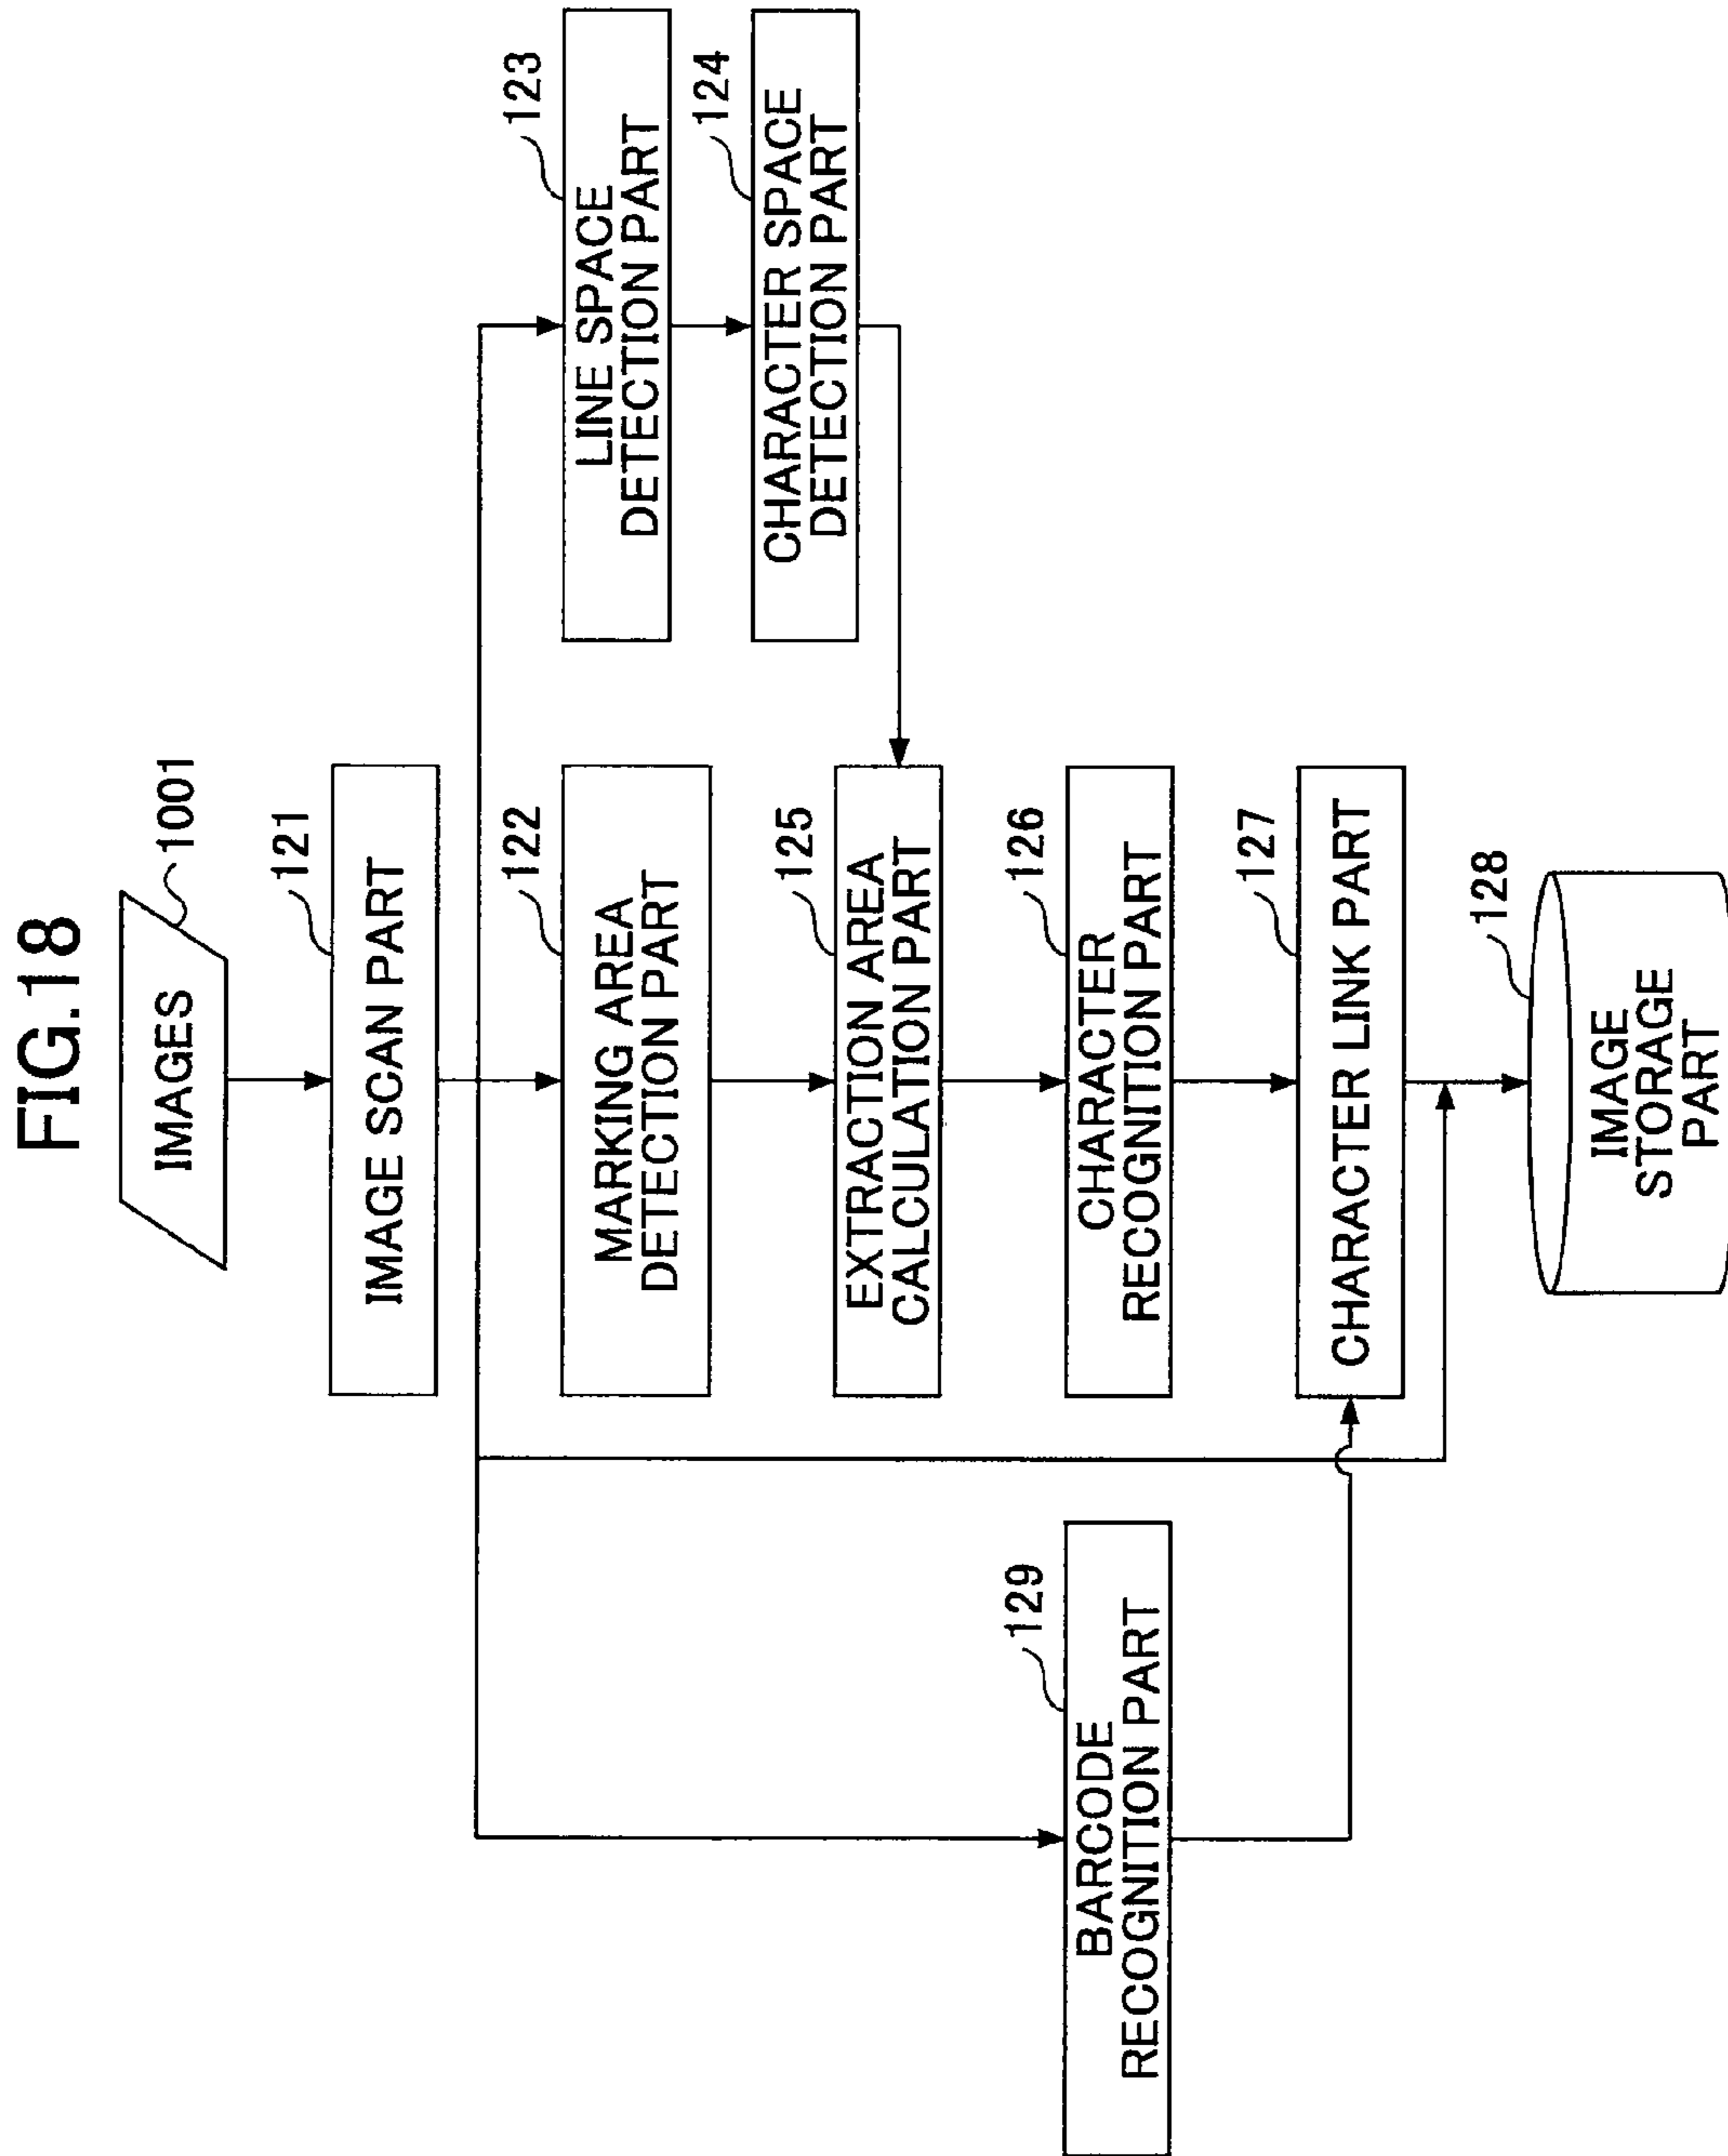 FIG.18
IMAGES
1001
IMAGE SCAN PART
121
MARKING AREA
DETECTION PART
122
LINE SPACE
DETECTION PART
123
CHARACTER SPACE
DETECTION PART
124
EXTRACTION AREA
CALCULATION PART
125
BARCODE
RECOGNITION PART
129
CHARACTER
RECOGNITION PART
126
CHARACTER LINK PART
127
IMAGE
STORAGE
PART
128